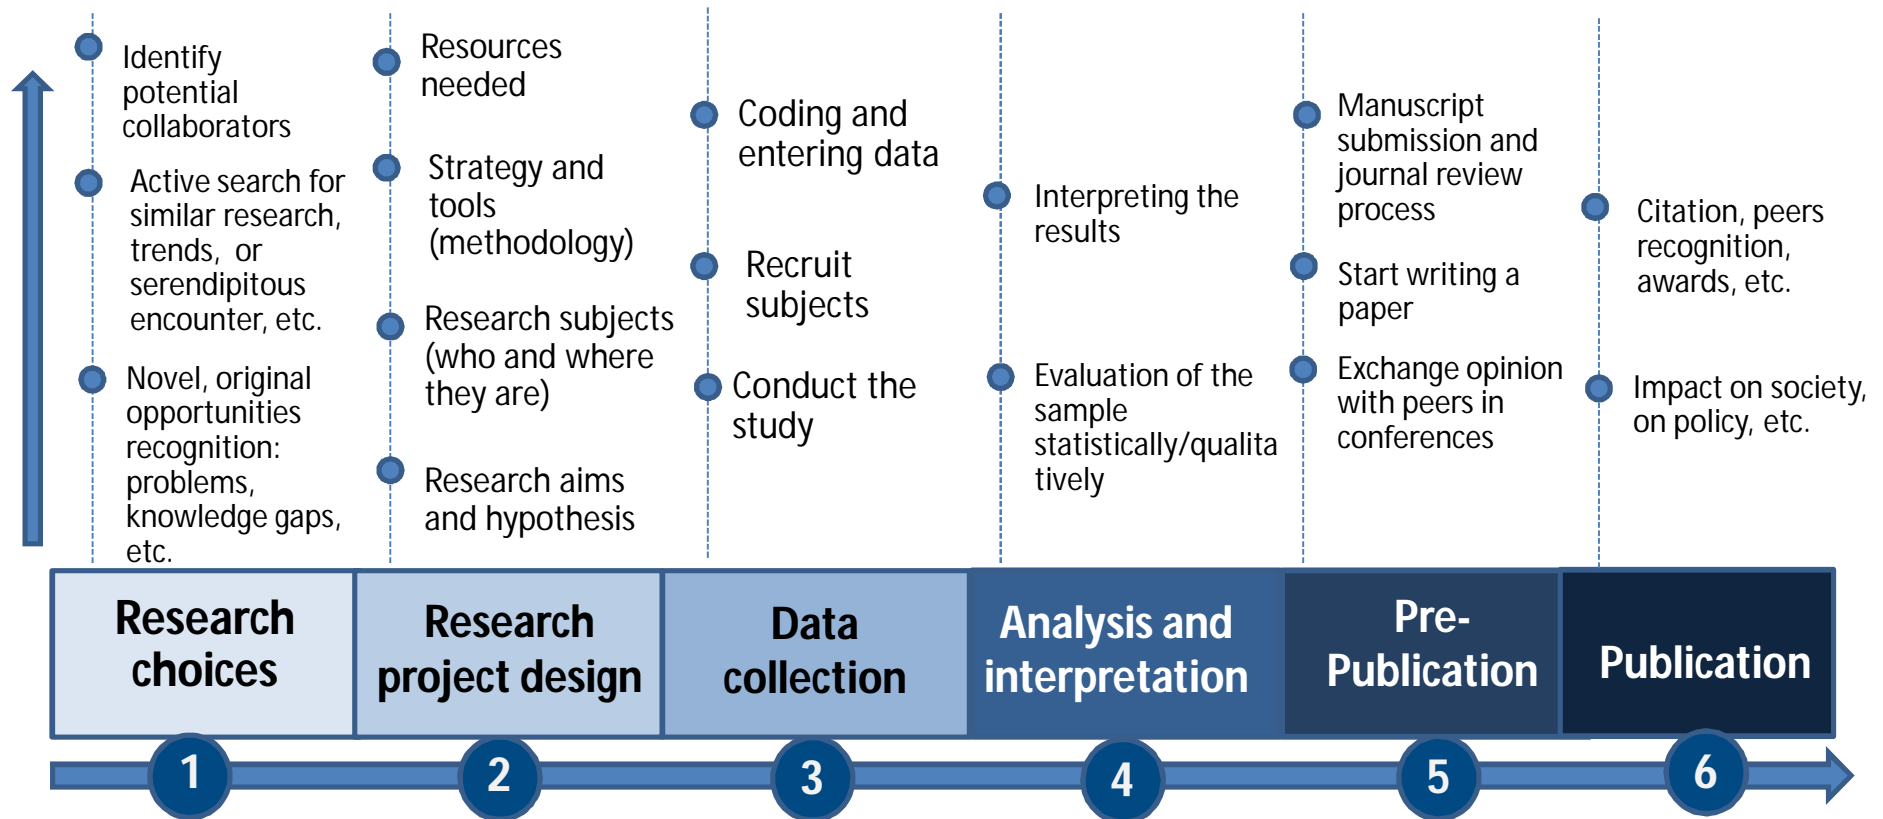 Identify
potential
collaborators
Active search for
similar research,
trends, or
serendipitous
encounter, etc.
Novel, original
opportunities
recognition:
problems,
knowledge gaps,
etc.
Resources
needed
Strategy and
tools
(methodology)
Research subjects
(who and where
they are)
Research aims
and hypothesis
Coding and
entering data
Recruit
subjects
Conduct the
study
Interpreting the
results
Evaluation of the
sample
statistically/qualita
tively
Manuscript
submission and
journal review
process
Start writing a
paper
Exchange opinion
with peers in
conferences
Citation, peers
recognition,
awards, etc.
Impact on society,
on policy, etc.
Research
choices
Research
project design
Data
collection
Analysis and
interpretation
Pre-
Publication
Publication
1
2
3
4
5
6